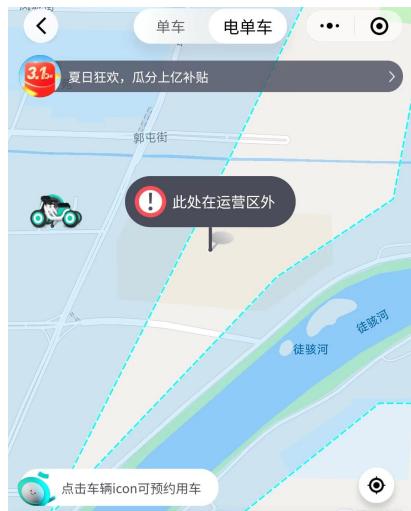 单车
电单车
3.1
夏日狂欢，瓜分上亿补贴
郭屯街
此处在运营区外
徒骇河
徒骇河
点击车辆icon可预约用车